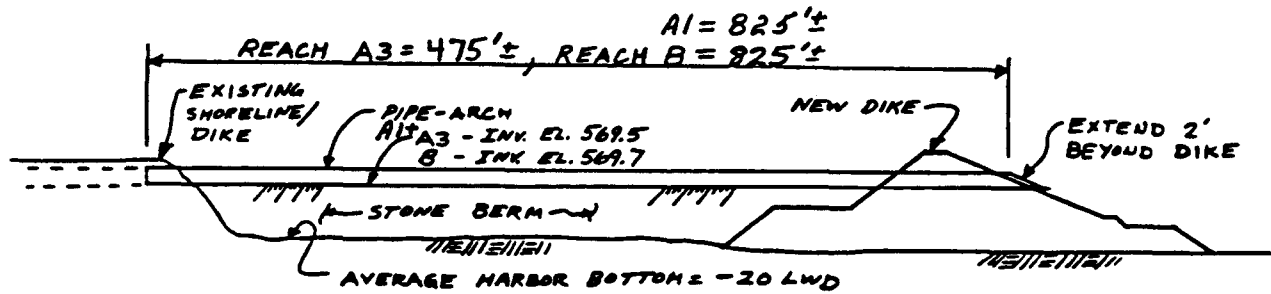 A1 = 825'±
REACH A3 = 475'±, REACH B = 825'±
EXISTING
SHORELINE/
DIKE
PIPE-ARCH
A1+ A3 - INV. EL. 569.5
B - INV. EL. 569.7
NEW DIKE
EXTEND 2'
BEYOND DIKE
STONE BERM
AVERAGE HARBOR BOTTOM = -20 LWD